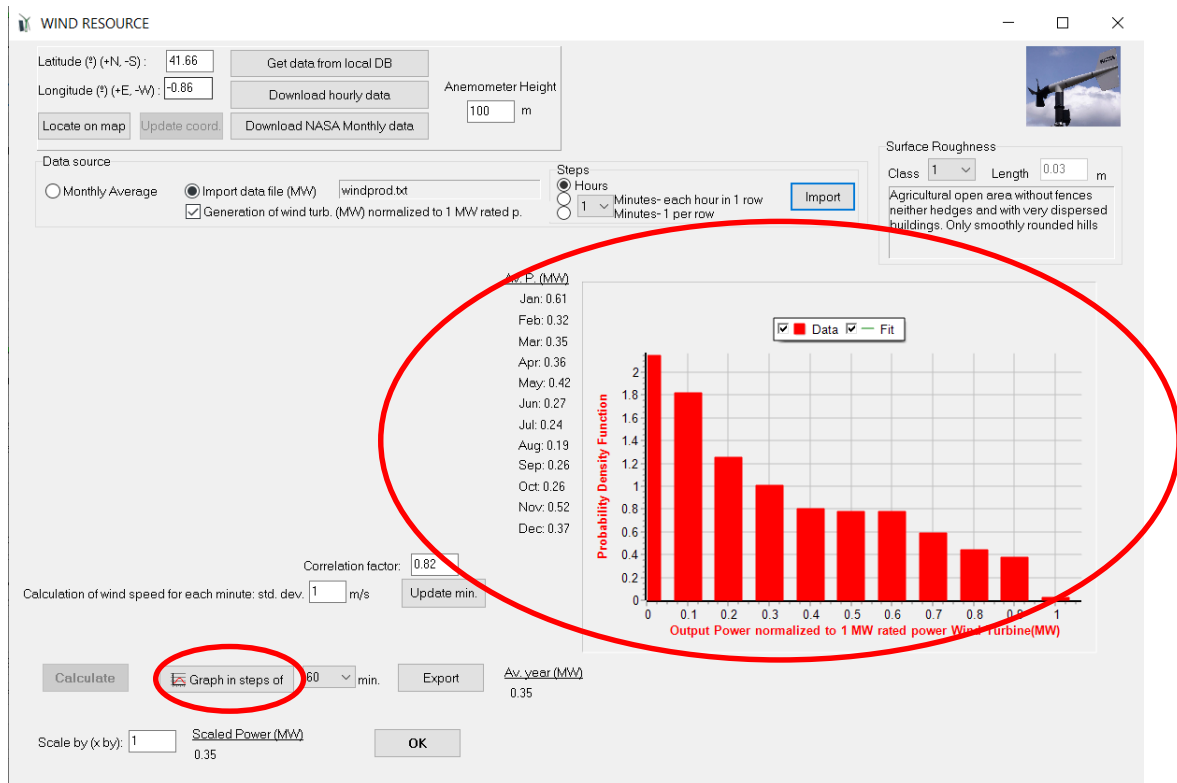 WIND RESOURCE
Latitude (º) (+N, -S) : 41.66 Get data from local DB
Longitude (º) (+E, -W) : -0.86 Download hourly data Anemometer Height
100 m
Locate on map Update coord. Download NASA Monthly data
Surface Roughness
Class 1 Length 0.03 m
Agricultural open area without fences
neither hedges and with very dispersed
buildings. Only smoothly rounded hills
Data source
Monthly Average Import data file (MW) windprod.txt
Generation of wind turb. (MW) normalized to 1 MW rated p.
Steps
Hours
1 Minutes- each hour in 1 row
Minutes- 1 per row
Import
Av. P. (MW)
Jan: 0.61
Feb: 0.32
Mar: 0.35
Apr: 0.36
May: 0.42
Jun: 0.27
Jul: 0.24
Aug: 0.19
Sep: 0.26
Oct: 0.26
Nov: 0.52
Dec: 0.37
Data Fit
Probability Density Function
2
1.8
1.6
1.4
1.2
1
0.8
0.6
0.4
0.2
0
0 0.1 0.2 0.3 0.4 0.5 0.6 0.7 0.8 0.9 1
Output Power normalized to 1 MW rated power Wind Turbine(MW)
Correlation factor: 0.82
Calculation of wind speed for each minute: std. dev. 1 m/s Update min.
Calculate Graph in steps of 60 min. Export Av. year (MW)
0.35
Scale by (x by): 1 Scaled Power (MW) OK
0.35